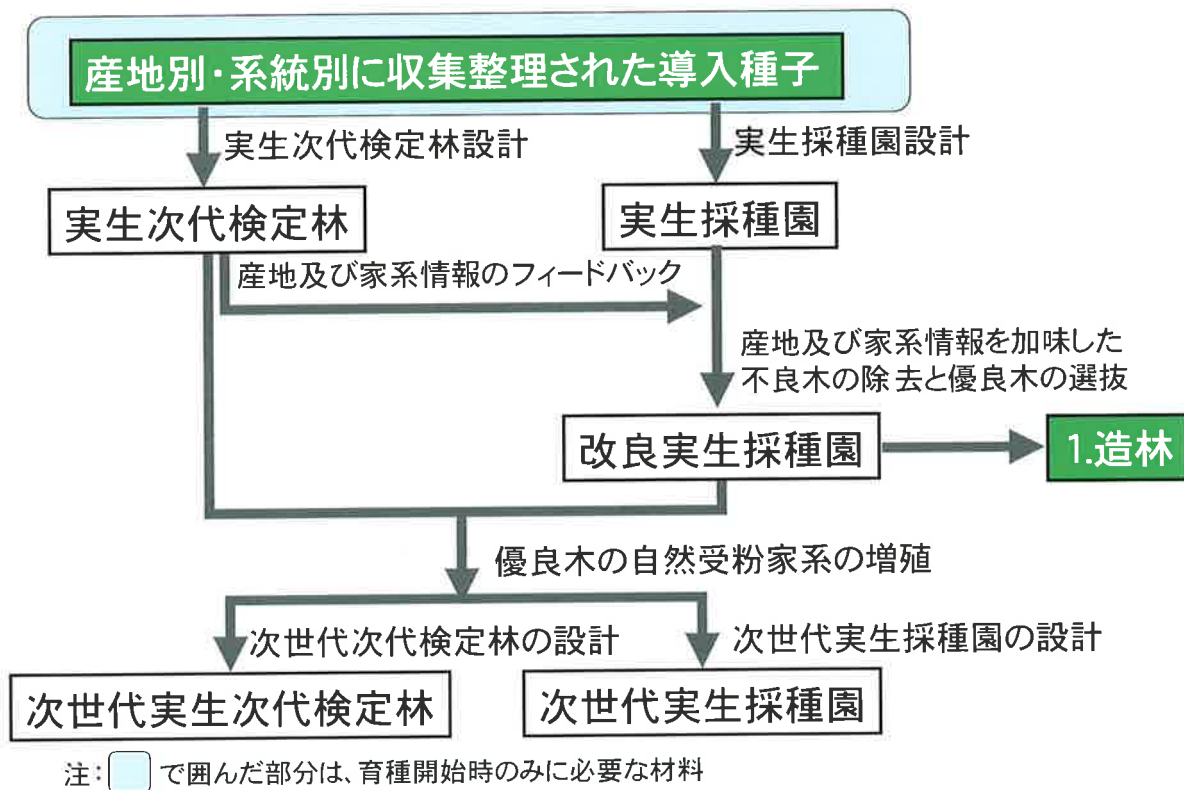 産地別・系統別に収集整理された導入種子
実生次代検定林設計
実生採種園設計
実生次代検定林
実生採種園
産地及び家系情報のフィードバック
産地及び家系情報を加味した
不良木の除去と優良木の選抜
改良実生採種園
1.造林
優良木の自然受粉家系の増殖
次世代次代検定林の設計
次世代実生採種園の設計
次世代実生次代検定林
次世代実生採種園
注: で囲んだ部分は、育種開始時のみに必要な材料